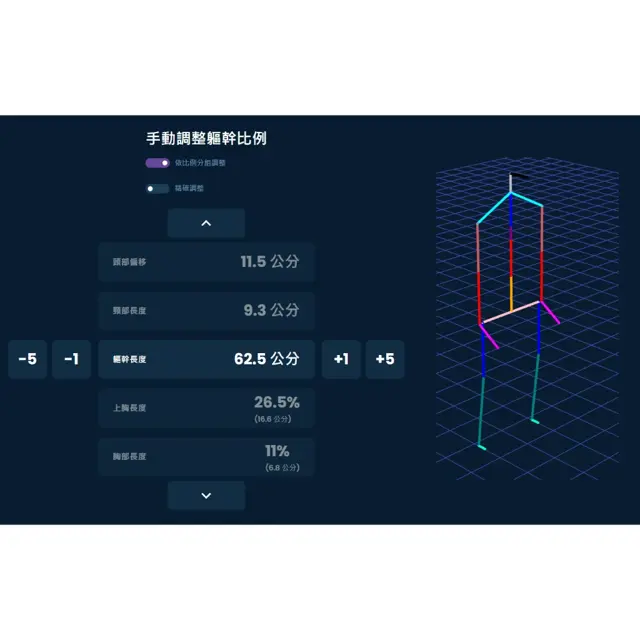 手動調整軀幹比例
依比例分配調整
精確調整
頭部偏移 11.5 公分
頸部長度 9.3 公分
-5 -1 軀幹長度 62.5 公分 +1 +5
上胸長度 26.5%
(16.6 公分)
胸部長度 11%
(6.8 公分)